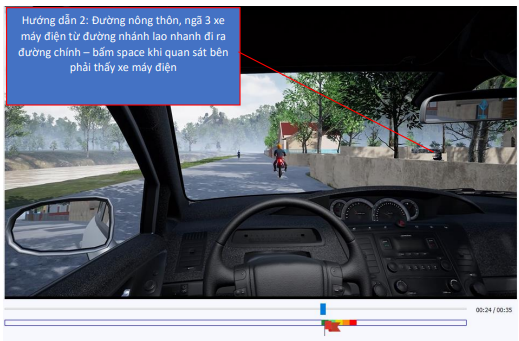 Hướng dẫn 2: Đường nông thôn, ngã 3 xe
máy điện từ đường nhánh lao nhanh đi ra
đường chính – bấm space khi quan sát bên
phải thấy xe máy điện
00:24 / 00:35